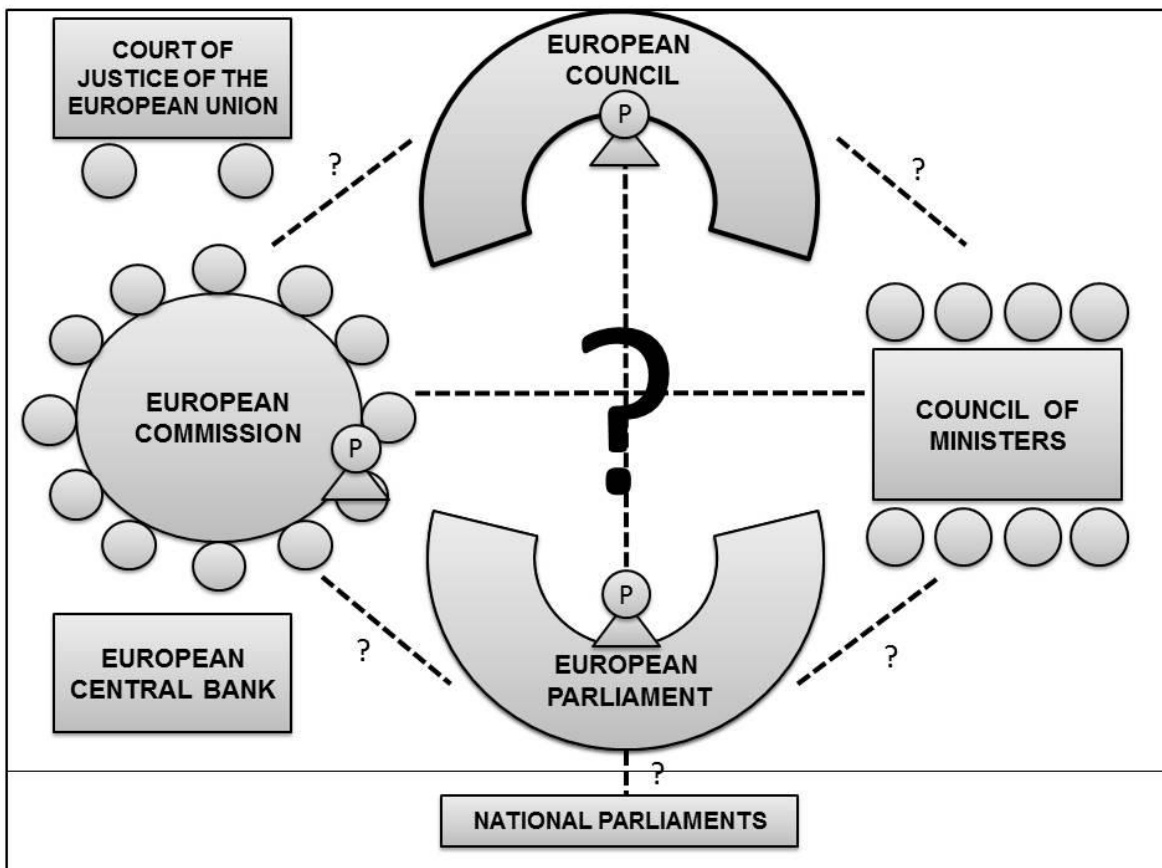 COURT OF
JUSTICE OF THE
EUROPEAN UNION
EUROPEAN
COUNCIL
P
?
?
EUROPEAN
COMMISSION
P
?
COUNCIL OF
MINISTERS
P
EUROPEAN
PARLIAMENT
?
?
EUROPEAN
CENTRAL BANK
?
NATIONAL PARLIAMENTS